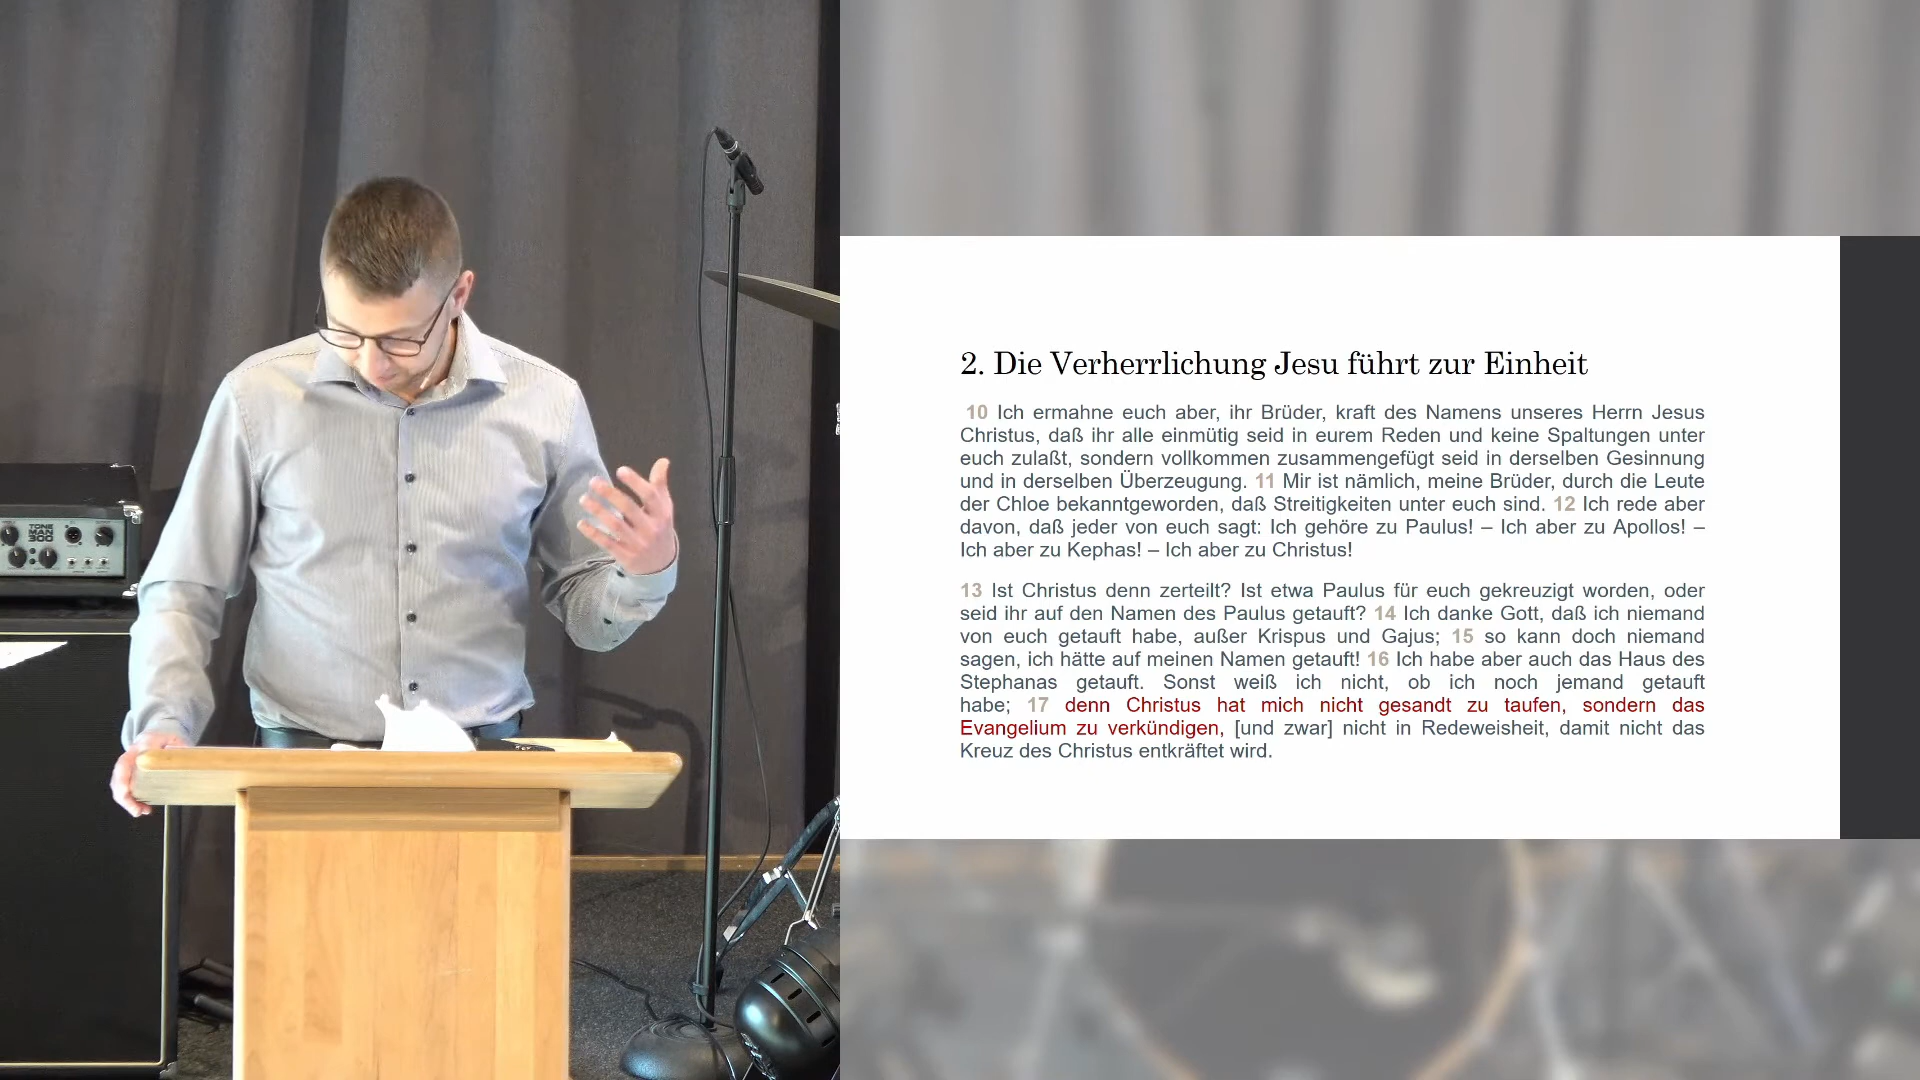 TONE
MAN
300
2. Die Verherrlichung Jesu führt zur Einheit
10 Ich ermahne euch aber, ihr Brüder, kraft des Namens unseres Herrn Jesus
Christus, daß ihr alle einmütig seid in eurem Reden und keine Spaltungen unter
euch zulaßt, sondern vollkommen zusammengefügt seid in derselben Gesinnung
und in derselben Überzeugung. 11 Mir ist nämlich, meine Brüder, durch die Leute
der Chloe bekanntgeworden, daß Streitigkeiten unter euch sind. 12 Ich rede aber
davon, daß jeder von euch sagt: Ich gehöre zu Paulus! – Ich aber zu Apollos! –
Ich aber zu Kephas! – Ich aber zu Christus!
13 Ist Christus denn zerteilt? Ist etwa Paulus für euch gekreuzigt worden, oder
seid ihr auf den Namen des Paulus getauft? 14 Ich danke Gott, daß ich niemand
von euch getauft habe, außer Krispus und Gajus; 15 so kann doch niemand
sagen, ich hätte auf meinen Namen getauft! 16 Ich habe aber auch das Haus des
Stephanas getauft. Sonst weiß ich nicht, ob ich noch jemand getauft
habe; 17 denn Christus hat mich nicht gesandt zu taufen, sondern das
Evangelium zu verkündigen, [und zwar] nicht in Redeweisheit, damit nicht das
Kreuz des Christus entkräftet wird.